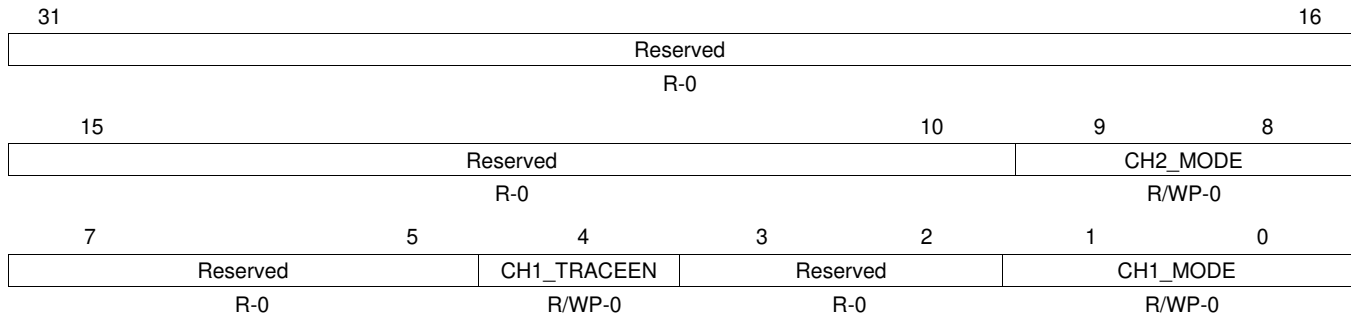 31 16
Reserved
R-0
15 10 9 8
Reserved CH2_MODE
R-0 R/WP-0
7 5 4 3 2 1 0
Reserved CH1_TRACEEN Reserved CH1_MODE
R-0 R/WP-0 R-0 R/WP-0